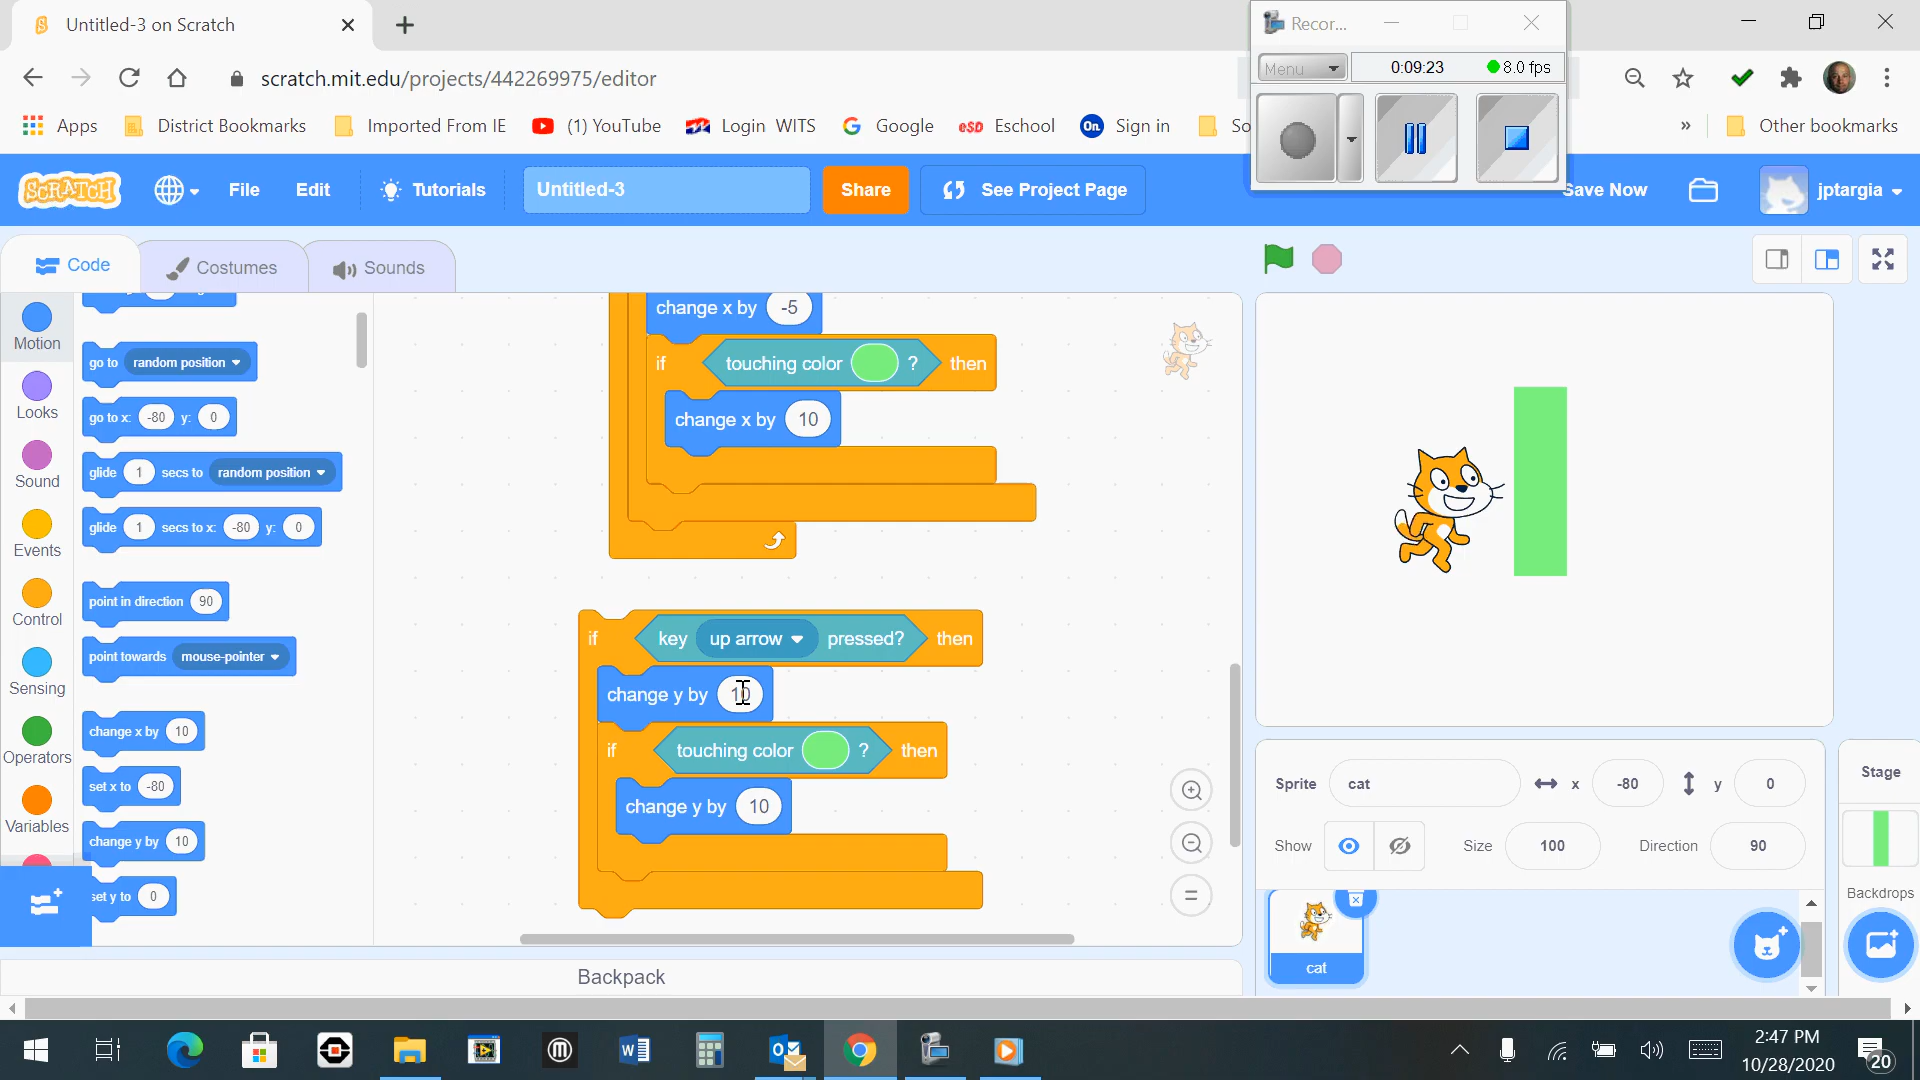 Untitled-3 on Scratch
Recor...
scratch.mit.edu/projects/442269975/editor
Menu
0:09:23
8.0 fps
Apps
District Bookmarks
Imported From IE
(1) YouTube
Login WITS
Google
eSD Eschool
On. Sign in
So
»
Other bookmarks
SCRATCH
File
Edit
Tutorials
Untitled-3
Share
See Project Page
Save Now
jptargia
Code
Costumes
Sounds
Motion
Looks
Sound
Events
Control
Sensing
Operators
Variables
go to random position
go to x: -80 y: 0
glide 1 secs to random position
glide 1 secs to x: -80 y: 0
point in direction 90
point towards mouse-pointer
change x by 10
set x to -80
change y by 10
set y to 0
change x by -5
if touching color ? then
change x by 10
if key up arrow pressed? then
change y by 10
if touching color ? then
change y by 10
Backpack
Sprite cat x -80 y 0
Show Size 100 Direction 90
cat
Stage
Backdrops
2:47 PM
10/28/2020
20